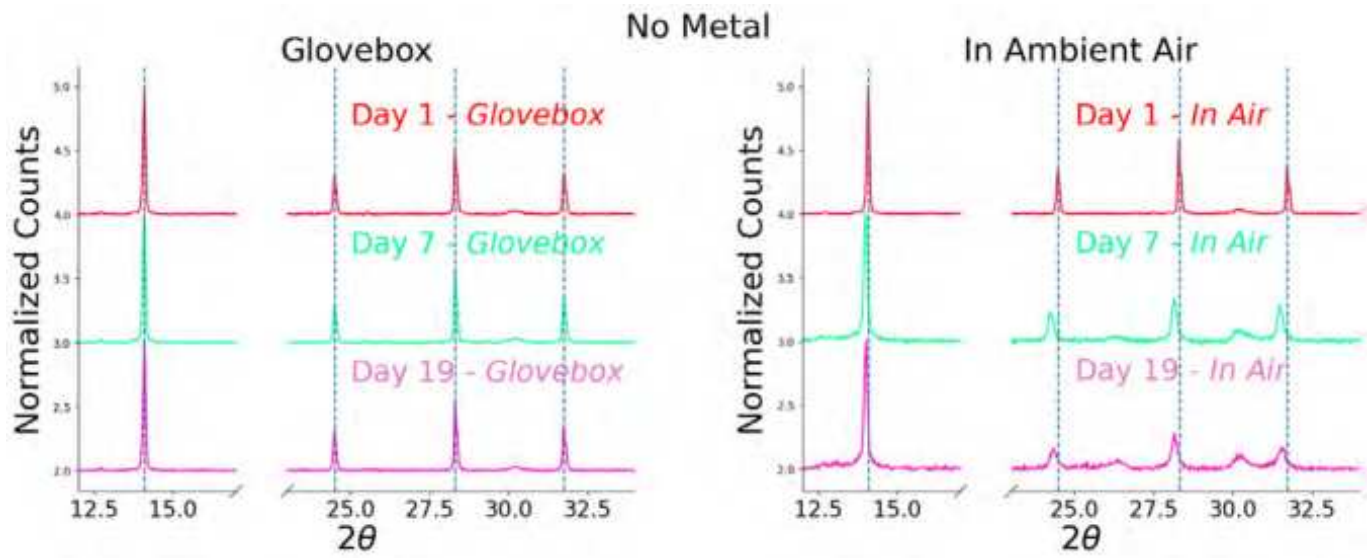 No Metal
Glovebox
Normalized Counts
5.0
4.5
4.0
3.5
3.0
2.5
2.0
Day 1 - Glovebox
Day 7 - Glovebox
Day 19 - Glovebox
12.5 15.0 25.0 27.5 30.0 32.5
2θ
In Ambient Air
Normalized Counts
5.0
4.5
4.0
3.5
3.0
2.5
2.0
Day 1 - In Air
Day 7 - In Air
Day 19 - In Air
12.5 15.0 25.0 27.5 30.0 32.5
2θ